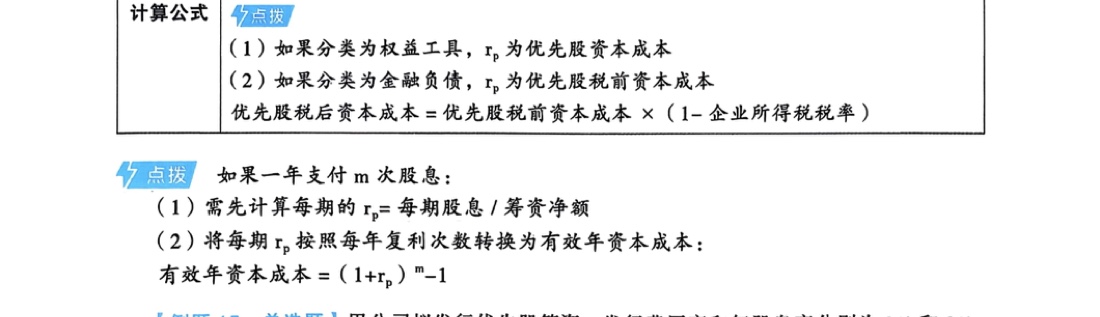 计算公式
点拨
（1）如果分类为权益工具，rp 为优先股资本成本
（2）如果分类为金融负债，rp 为优先股税前资本成本
优先股税后资本成本 = 优先股税前资本成本 ×（1- 企业所得税税率）
点拨 如果一年支付 m 次股息：
（1）需先计算每期的 rp= 每期股息 / 筹资净额
（2）将每期 rp 按照每年复利次数转换为有效年资本成本：
有效年资本成本 =（1+rp）m-1